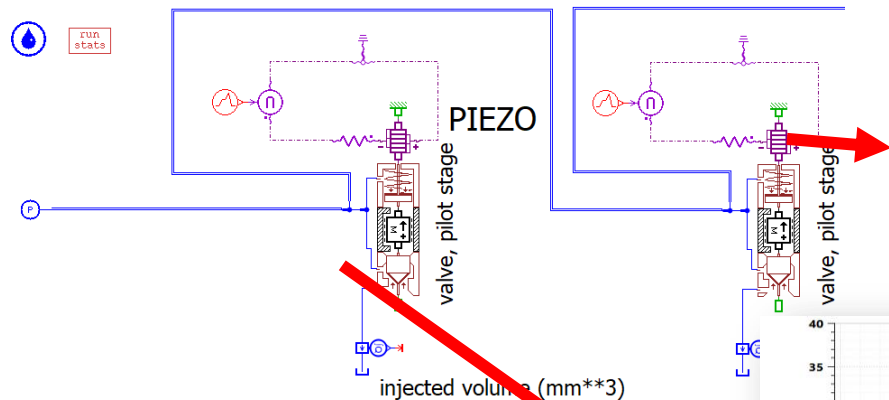 run
stats
PIEZO
valve, pilot stage
valve, pilot stage
U
U
- +
- +
P
M
M
Q
40
35
injected volume (mm**3)